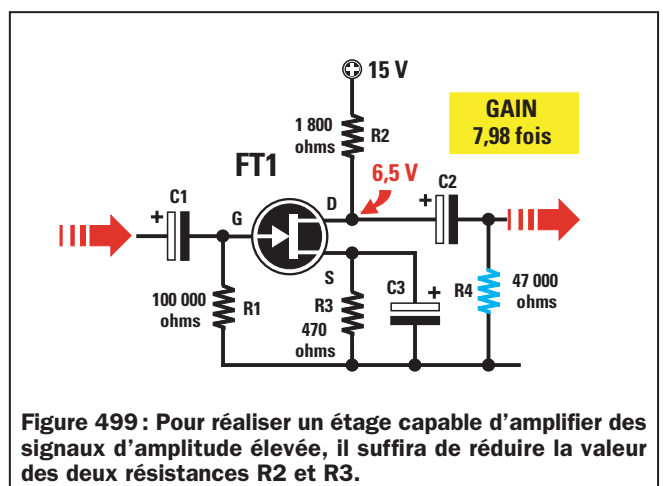 15 V
GAIN
7,98 fois
1 800
ohms
R2
FT1
6,5 V
C1
+
G
D
C2
+
S
100 000
ohms
R1
R3
470
ohms
C3
+
R4
47 000
ohms
Figure 499 : Pour réaliser un étage capable d'amplifier des
signaux d'amplitude élevée, il suffira de réduire la valeur
des deux résistances R2 et R3.